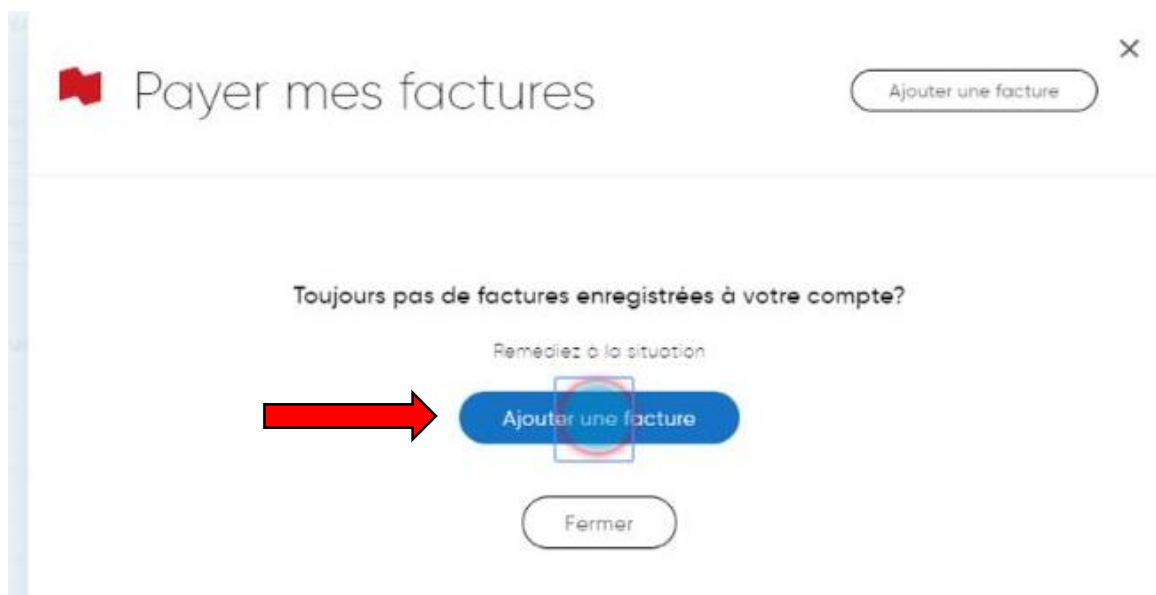 Payer mes factures
Ajouter une facture
Toujours pas de factures enregistrées à votre compte?
Remédiez à la situation
Ajouter une facture
Fermer